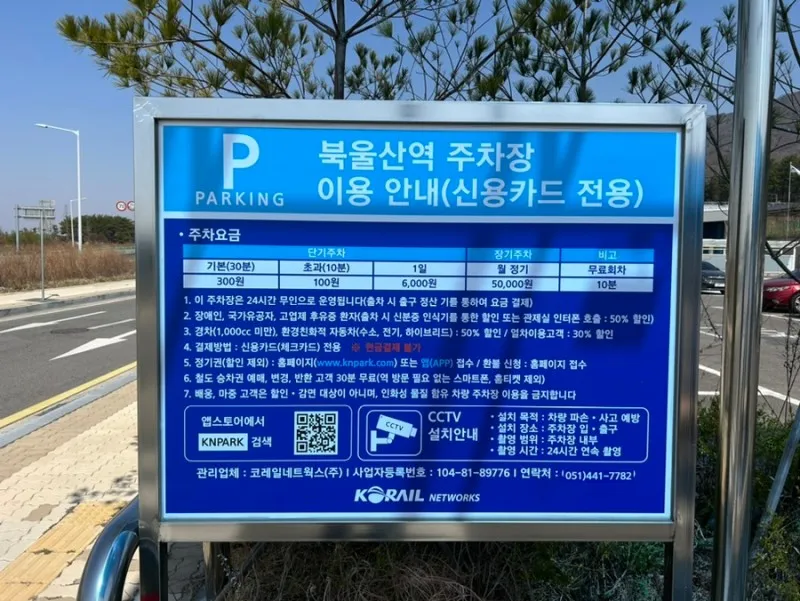 P
PARKING
북울산역 주차장
이용 안내(신용카드 전용)
• 주차요금
단기주차 장기주차 비고
기본(30분) 초과(10분) 1일 월 정기 무료회차
300원 100원 6,000원 50,000원 10분
1. 이 주차장은 24시간 무인으로 운영됩니다(출차 시 출구 정산 기를 통하여 요금 결제)
2. 장애인, 국가유공자, 고엽제 후유증 환자(출차 시 신분증 인식기를 통한 할인 또는 관제실 인터폰 호출 : 50% 할인)
3. 경차(1,000cc 미만), 환경친화적 자동차(수소, 전기, 하이브리드) : 50% 할인 / 열차이용고객 : 30% 할인
4. 결제방법 : 신용카드(체크카드) 전용 ※ 현금결제 불가
5. 정기권(할인 제외) : 홈페이지(www.knpark.com) 또는 앱(APP) 접수 / 환불 신청 : 홈페이지 접수
6. 철도 승차권 예매, 변경, 반환 고객 30분 무료(역 방문 필요 없는 스마트폰, 홈티켓 제외)
7. 배웅, 마중 고객은 할인 · 감면 대상이 아니며, 인화성 물질 함유 차량 주차장 이용을 금지합니다
앱스토어에서
KNPARK 검색
CCTV
CCTV
설치안내
• 설치 목적 : 차량 파손 · 사고 예방
• 설치 장소 : 주차장 입 · 출구
• 촬영 범위 : 주차장 내부
• 촬영 시간 : 24시간 연속 촬영
관리업체 : 코레일네트웍스(주) I 사업자등록번호 : 104-81-89776 I 연락처 : (051)441-7782
KORAIL NETWORKS